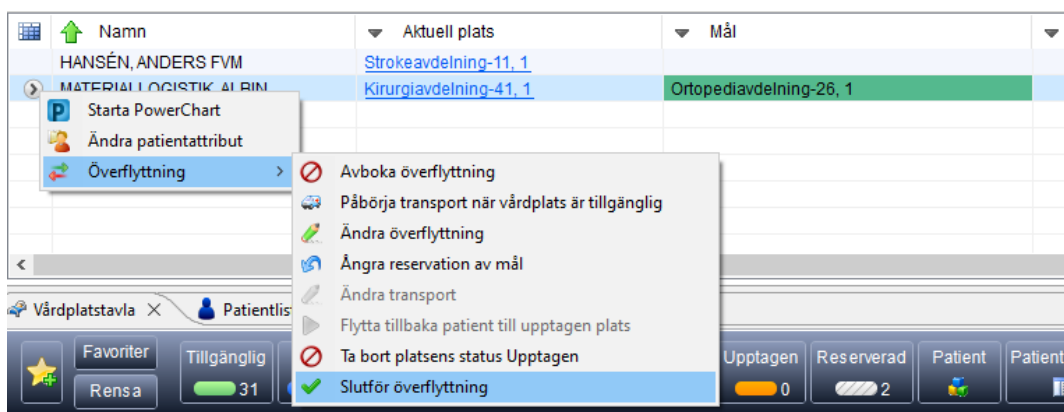 Namn Aktuell plats Mål
HANSÉN, ANDERS FVM Strokeavdelning-11, 1
MATERIALLOGISTIK, ALBIN Kirurgiavdelning-41, 1 Ortopediavdelning-26, 1
Starta PowerChart
Ändra patientattribut
Överflyttning
Avboka överflyttning
Påbörja transport när vårdplats är tillgänglig
Ändra överflyttning
Ångra reservation av mål
Ändra transport
Flytta tillbaka patient till upptagen plats
Ta bort platsens status Upptagen
Slutför överflyttning
Vårdplatstavla Patientlis
Favoriter Tillgänglig Upptagen Reserverad Patient Patient
Rensa 31 0 2